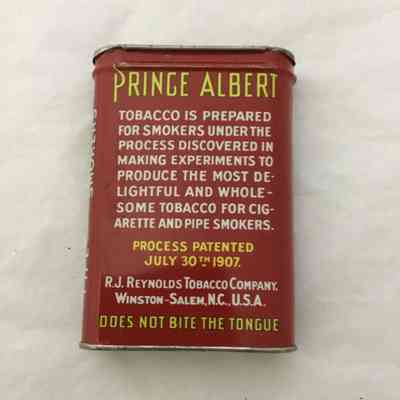 PRINCE ALBERT
TOBACCO IS PREPARED
FOR SMOKERS UNDER THE
PROCESS DISCOVERED IN
MAKING EXPERIMENTS TO
PRODUCE THE MOST DE-
LIGHTFUL AND WHOLE-
SOME TOBACCO FOR CIG-
ARETTE AND PIPE SMOKERS.
PROCESS PATENTED
JULY 30TH 1907.
R.J. REYNOLDS TOBACCO COMPANY.
WINSTON-SALEM, N.C., U.S.A.
DOES NOT BITE THE TONGUE